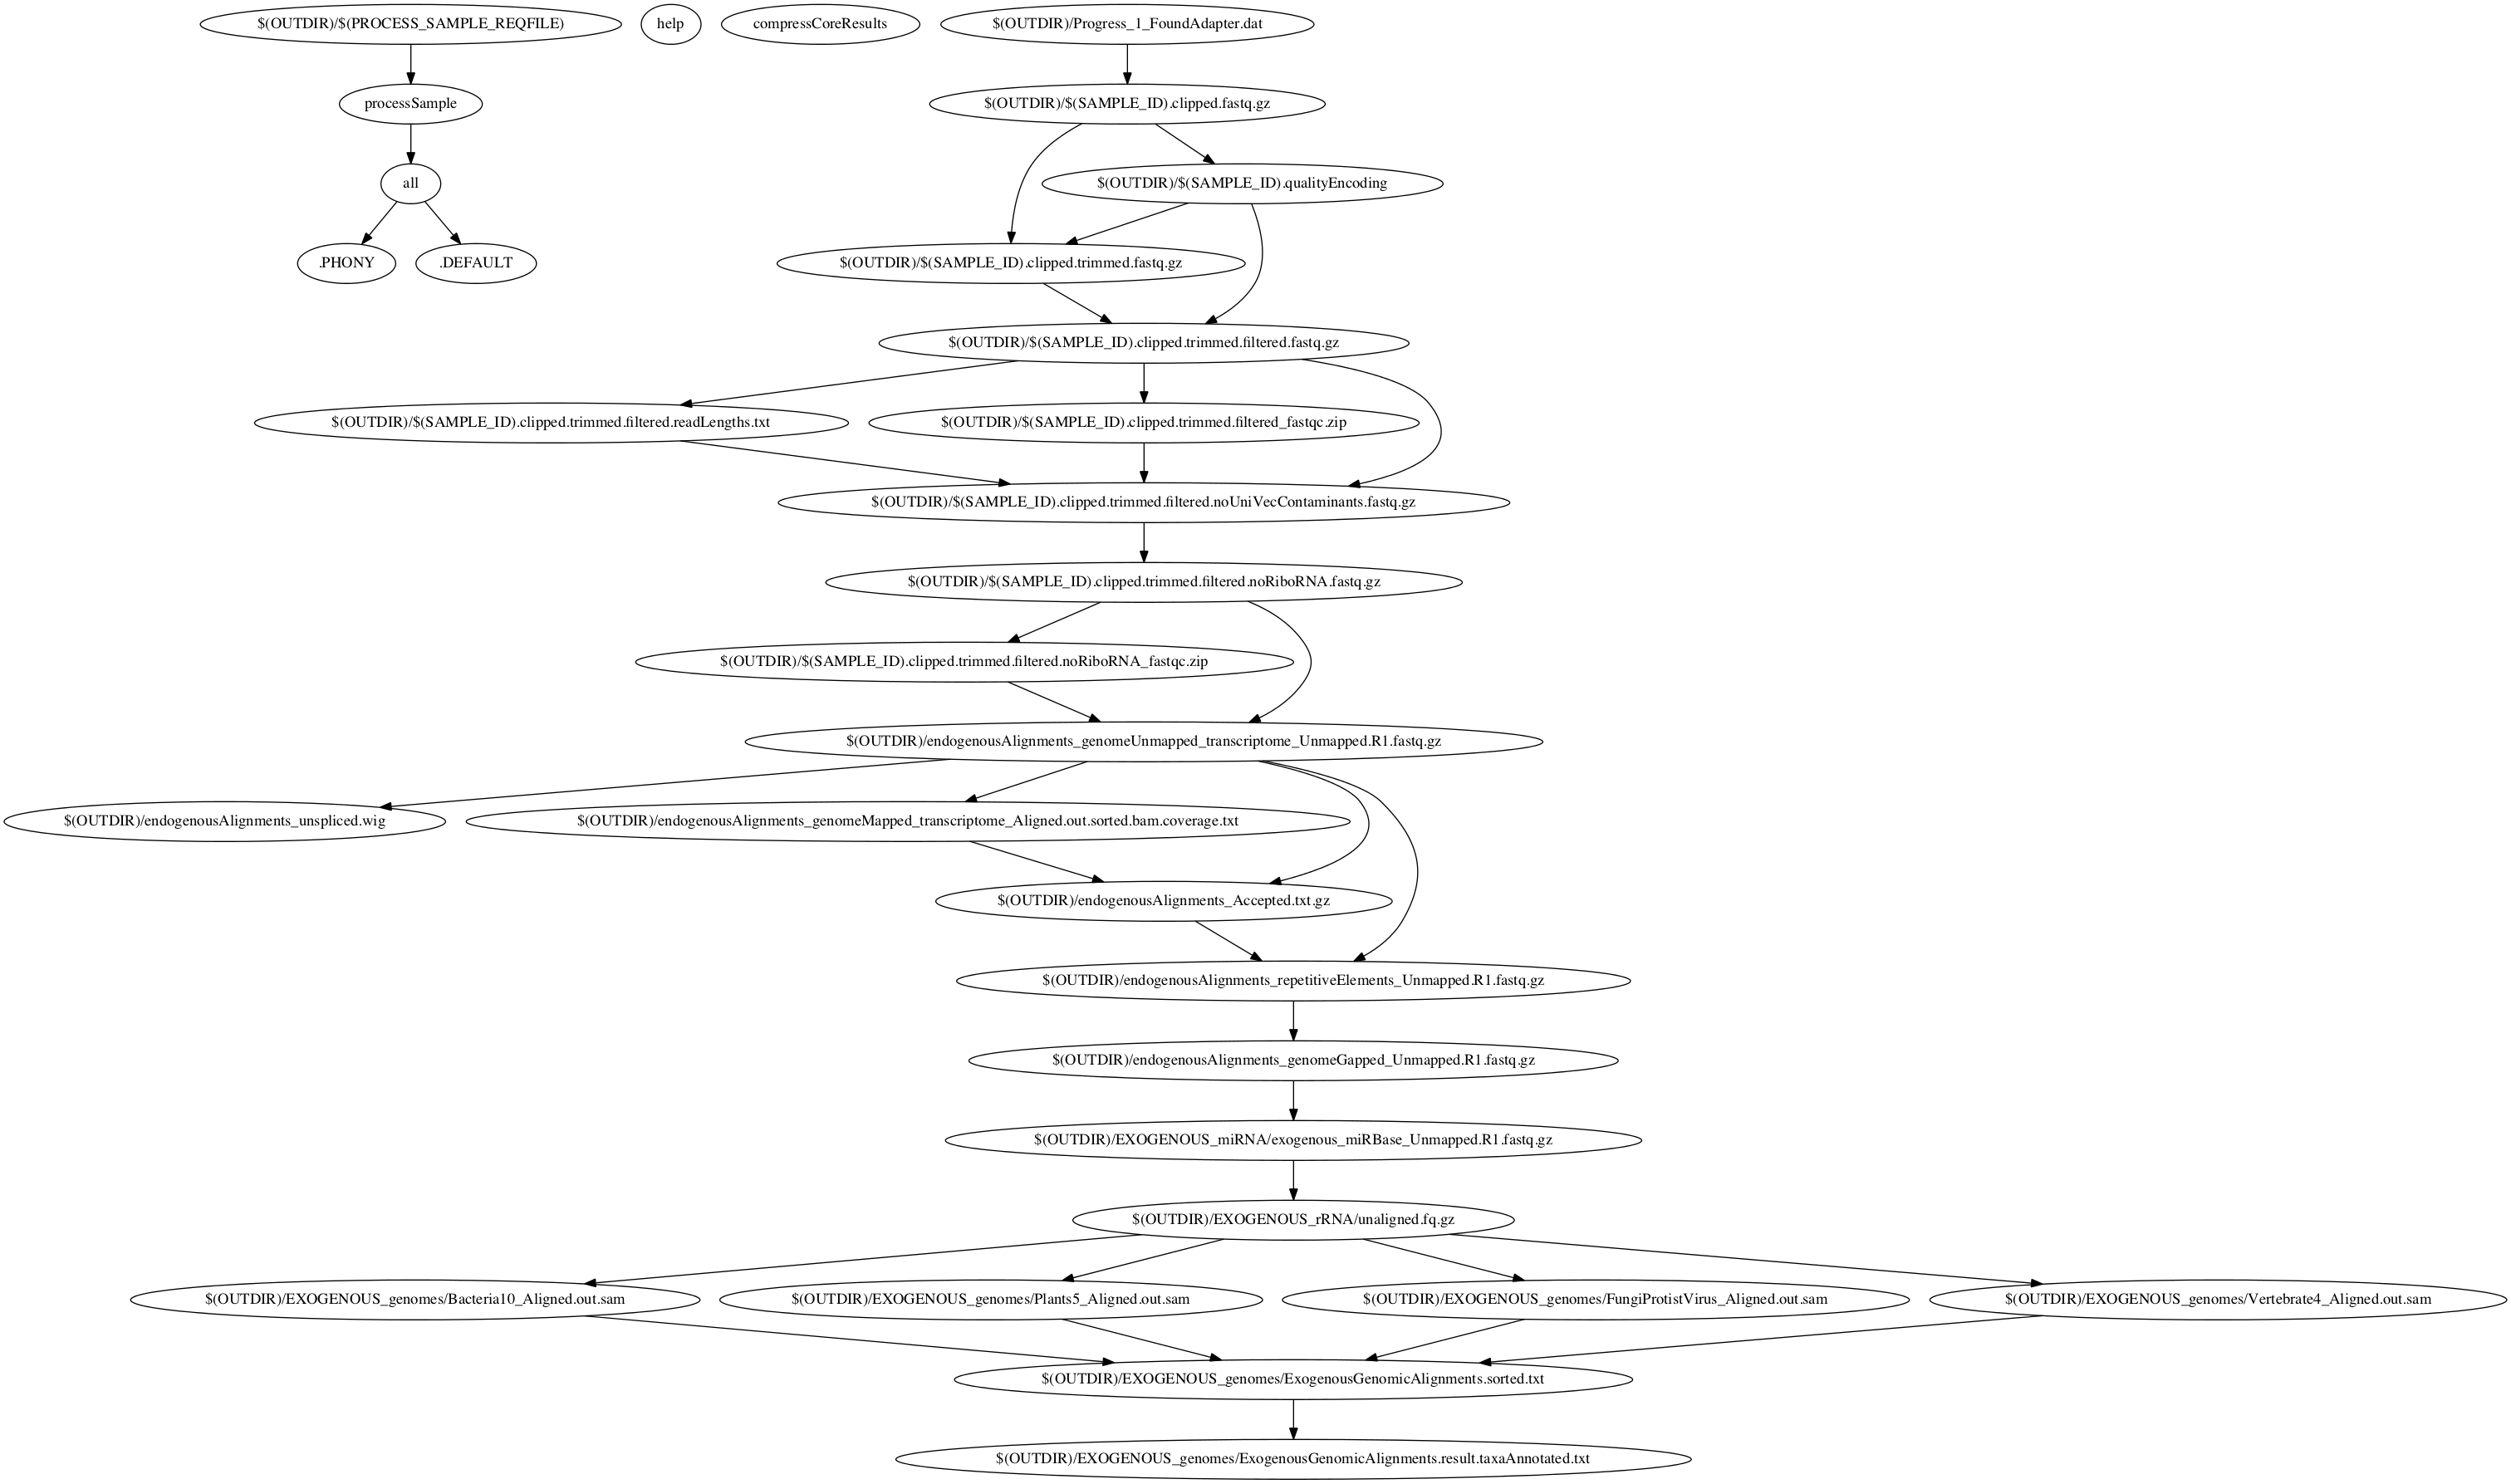 $(OUTDIR)/$(PROCESS_SAMPLE_REQFILE)
help
compressCoreResults
$(OUTDIR)/Progress_1_FoundAdapter.dat
processSample
$(OUTDIR)/$(SAMPLE_ID).clipped.fastq.gz
all
$(OUTDIR)/$(SAMPLE_ID).qualityEncoding
.PHONY
.DEFAULT
$(OUTDIR)/$(SAMPLE_ID).clipped.trimmed.fastq.gz
$(OUTDIR)/$(SAMPLE_ID).clipped.trimmed.filtered.fastq.gz
$(OUTDIR)/$(SAMPLE_ID).clipped.trimmed.filtered.readLengths.txt
$(OUTDIR)/$(SAMPLE_ID).clipped.trimmed.filtered_fastqc.zip
$(OUTDIR)/$(SAMPLE_ID).clipped.trimmed.filtered.noUniVecContaminants.fastq.gz
$(OUTDIR)/$(SAMPLE_ID).clipped.trimmed.filtered.noRiboRNA.fastq.gz
$(OUTDIR)/$(SAMPLE_ID).clipped.trimmed.filtered.noRiboRNA_fastqc.zip
$(OUTDIR)/endogenousAlignments_genomeUnmapped_transcriptome_Unmapped.R1.fastq.gz
$(OUTDIR)/endogenousAlignments_unspliced.wig
$(OUTDIR)/endogenousAlignments_genomeMapped_transcriptome_Aligned.out.sorted.bam.coverage.txt
$(OUTDIR)/endogenousAlignments_Accepted.txt.gz
$(OUTDIR)/endogenousAlignments_repetitiveElements_Unmapped.R1.fastq.gz
$(OUTDIR)/endogenousAlignments_genomeGapped_Unmapped.R1.fastq.gz
$(OUTDIR)/EXOGENOUS_miRNA/exogenous_miRBase_Unmapped.R1.fastq.gz
$(OUTDIR)/EXOGENOUS_rRNA/unaligned.fq.gz
$(OUTDIR)/EXOGENOUS_genomes/Bacteria10_Aligned.out.sam
$(OUTDIR)/EXOGENOUS_genomes/Plants5_Aligned.out.sam
$(OUTDIR)/EXOGENOUS_genomes/FungiProtistVirus_Aligned.out.sam
$(OUTDIR)/EXOGENOUS_genomes/Vertebrate4_Aligned.out.sam
$(OUTDIR)/EXOGENOUS_genomes/ExogenousGenomicAlignments.sorted.txt
$(OUTDIR)/EXOGENOUS_genomes/ExogenousGenomicAlignments.result.taxaAnnotated.txt